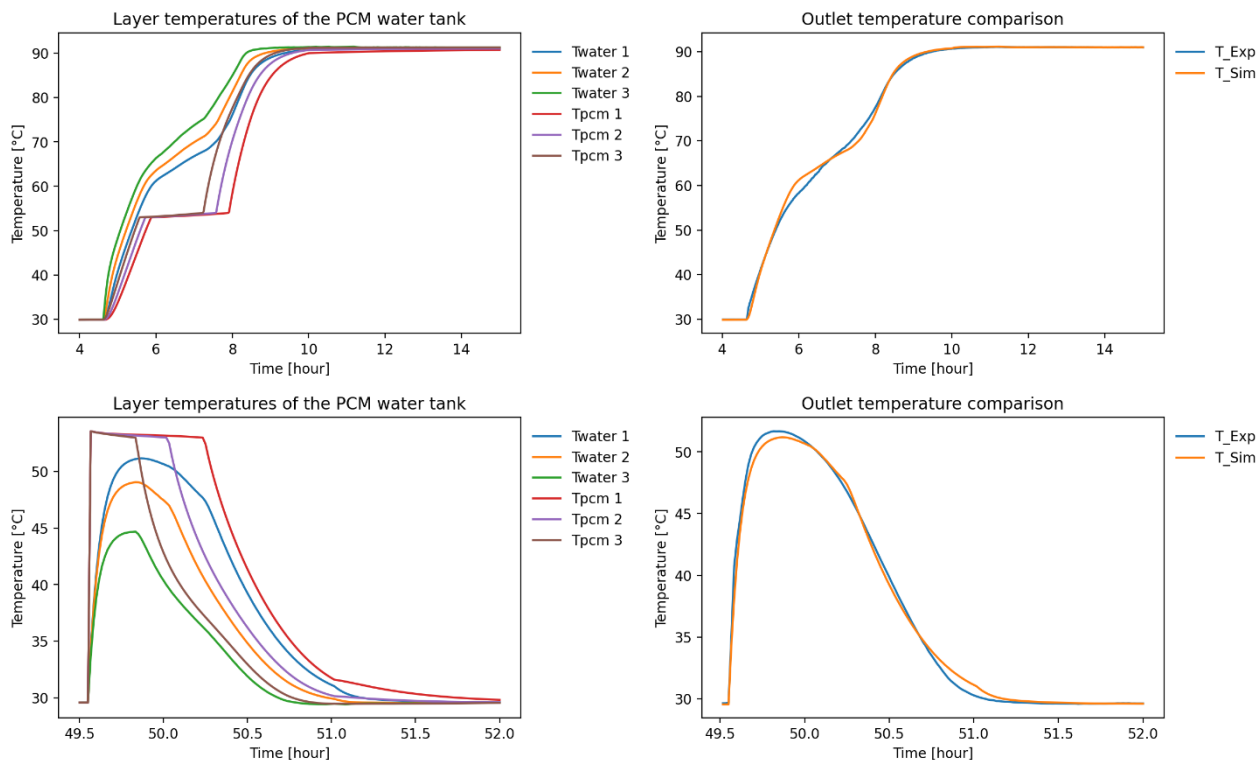 Layer temperatures of the PCM water tank
Temperature [°C]
90
80
70
60
50
40
30
4
6
8
10
12
14
Time [hour]
Twater 1
Twater 2
Twater 3
Tpcm 1
Tpcm 2
Tpcm 3
Outlet temperature comparison
Temperature [°C]
90
80
70
60
50
40
30
4
6
8
10
12
14
Time [hour]
T_Exp
T_Sim
Layer temperatures of the PCM water tank
Temperature [°C]
50
45
40
35
30
49.5
50.0
50.5
51.0
51.5
52.0
Time [hour]
Twater 1
Twater 2
Twater 3
Tpcm 1
Tpcm 2
Tpcm 3
Outlet temperature comparison
Temperature [°C]
50
45
40
35
30
49.5
50.0
50.5
51.0
51.5
52.0
Time [hour]
T_Exp
T_Sim